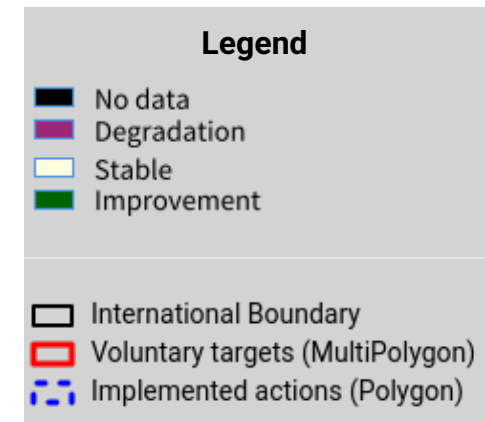 Legend
No data
Degradation
Stable
Improvement
International Boundary
Voluntary targets (MultiPolygon)
Implemented actions (Polygon)